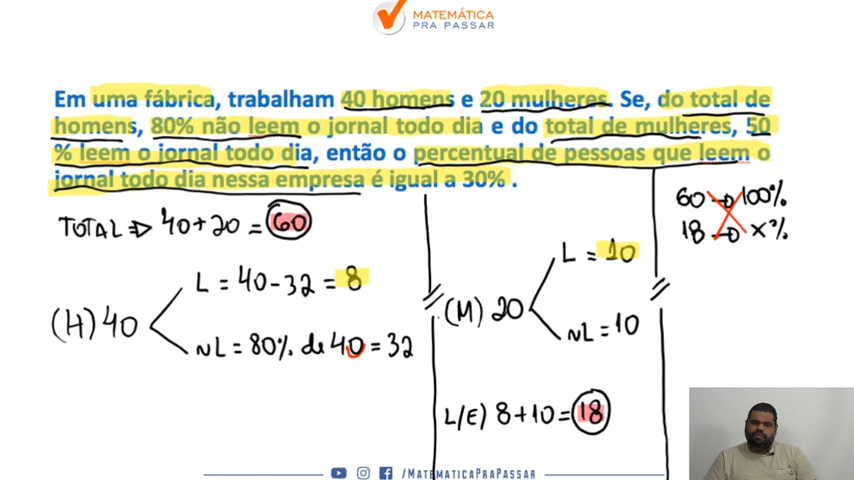 MATEMÁTICA
PRA PASSAR
Em uma fábrica, trabalham 40 homens e 20 mulheres. Se, do total de
homens, 80% não leem o jornal todo dia e do total de mulheres, 50
% leem o jornal todo dia, então o percentual de pessoas que leem o
jornal todo dia nessa empresa é igual a 30% .
TOTAL ⇒ 40+20 = 60
(H) 40
L = 40-32 = 8
NL = 80% de 40 = 32
(M) 20
L = 10
NL = 10
L/E) 8+10 = 18
60 → 100%
18 → x%
/MATEMATICAPRAPASSAR